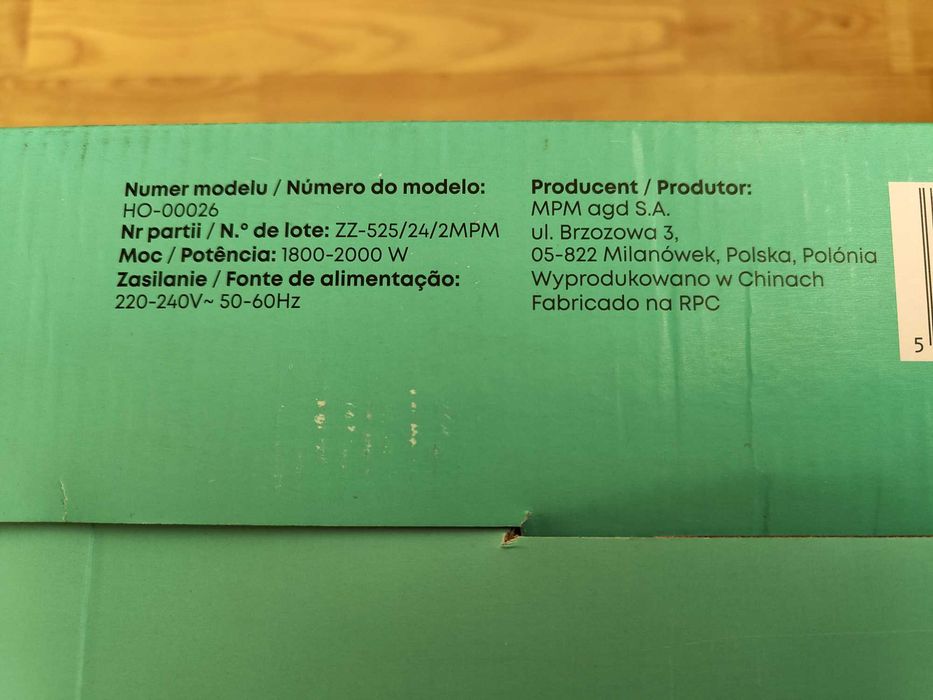 Numer modelu / Número do modelo:
HO-00026
Nr partii / N.º de lote: ZZ-525/24/2MPM
Moc / Potência: 1800-2000 W
Zasilanie / Fonte de alimentação:
220-240V~ 50-60Hz
Producent / Produtor:
MPM agd S.A.
ul. Brzozowa 3,
05-822 Milanówek, Polska, Polónia
Wyprodukowano w Chinach
Fabricado na RPC
5